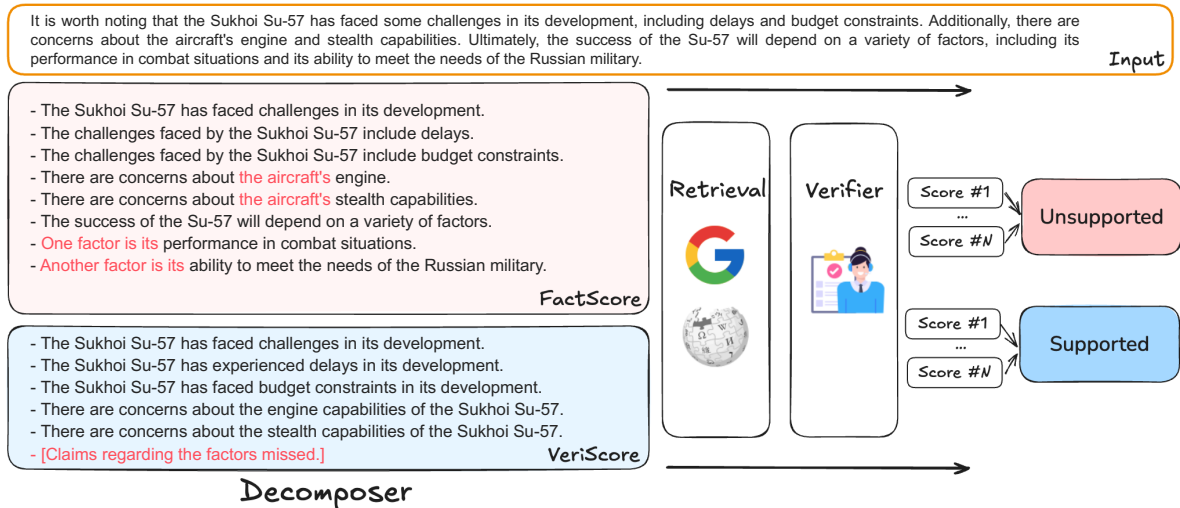 It is worth noting that the Sukhoi Su-57 has faced some challenges in its development, including delays and budget constraints. Additionally, there are
concerns about the aircraft's engine and stealth capabilities. Ultimately, the success of the Su-57 will depend on a variety of factors, including its
performance in combat situations and its ability to meet the needs of the Russian military.
Input
- The Sukhoi Su-57 has faced challenges in its development.
- The challenges faced by the Sukhoi Su-57 include delays.
- The challenges faced by the Sukhoi Su-57 include budget constraints.
- There are concerns about the aircraft's engine.
- There are concerns about the aircraft's stealth capabilities.
- The success of the Su-57 will depend on a variety of factors.
- One factor is its performance in combat situations.
- Another factor is its ability to meet the needs of the Russian military.
FactScore
- The Sukhoi Su-57 has faced challenges in its development.
- The Sukhoi Su-57 has experienced delays in its development.
- The Sukhoi Su-57 has faced budget constraints in its development.
- There are concerns about the engine capabilities of the Sukhoi Su-57.
- There are concerns about the stealth capabilities of the Sukhoi Su-57.
- [Claims regarding the factors missed.]
VeriScore
Decomposer
Retrieval
Verifier
Score #1
...
Score #N
Unsupported
Score #1
...
Score #N
Supported